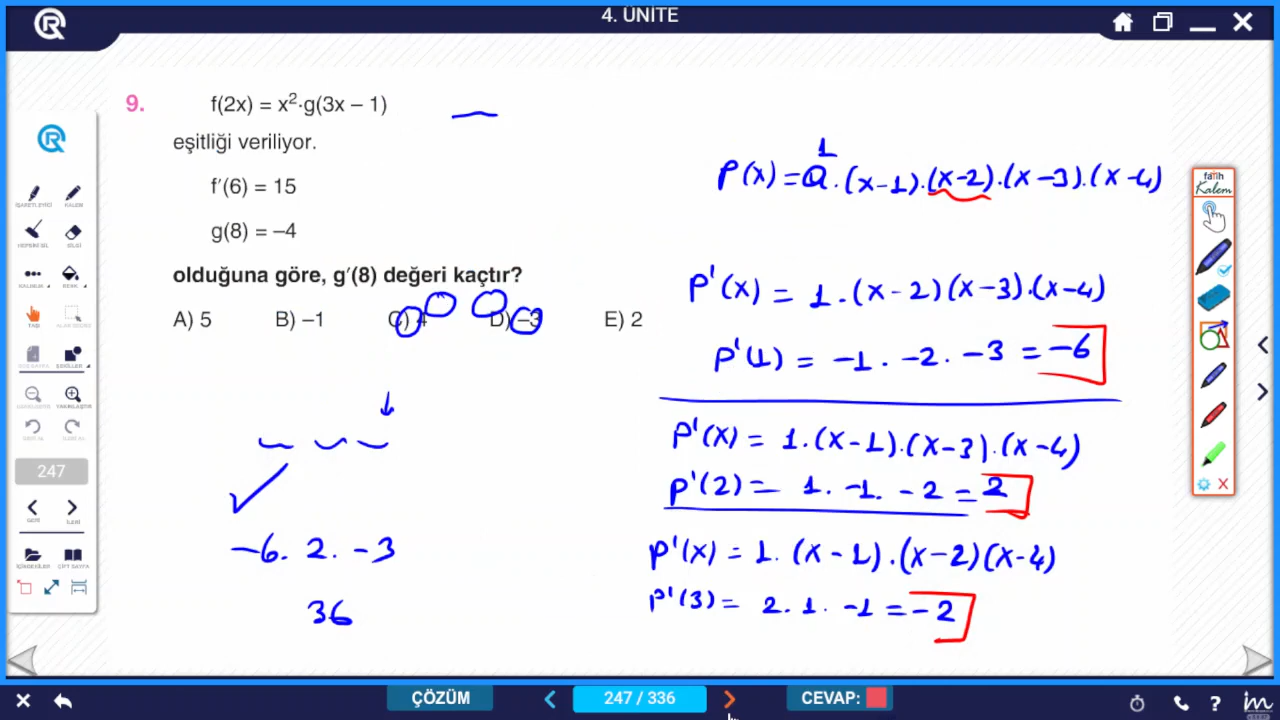 4. ÜNİTE
9. f(2x) = x²·g(3x – 1)
eşitliği veriliyor.
f′(6) = 15
g(8) = –4
olduğuna göre, g′(8) değeri kaçtır?
A) 5 B) –1 C) 4 D) –3 E) 2
-6. 2. -3
36
1
P(x) = a.(x-1).(x-2).(x-3).(x-4)
P'(x) = 1.(x-2)(x-3).(x-4)
P'(1) = -1. -2. -3 = -6
P'(x) = 1.(x-1).(x-3).(x-4)
P'(2) = 1. -1. -2 = 2
P'(x) = 1.(x-1).(x-2)(x-4)
P'(3) = 2. 1. -1 = -2
fatih
Kalem
247
ÇÖZÜM
247 / 336
CEVAP: